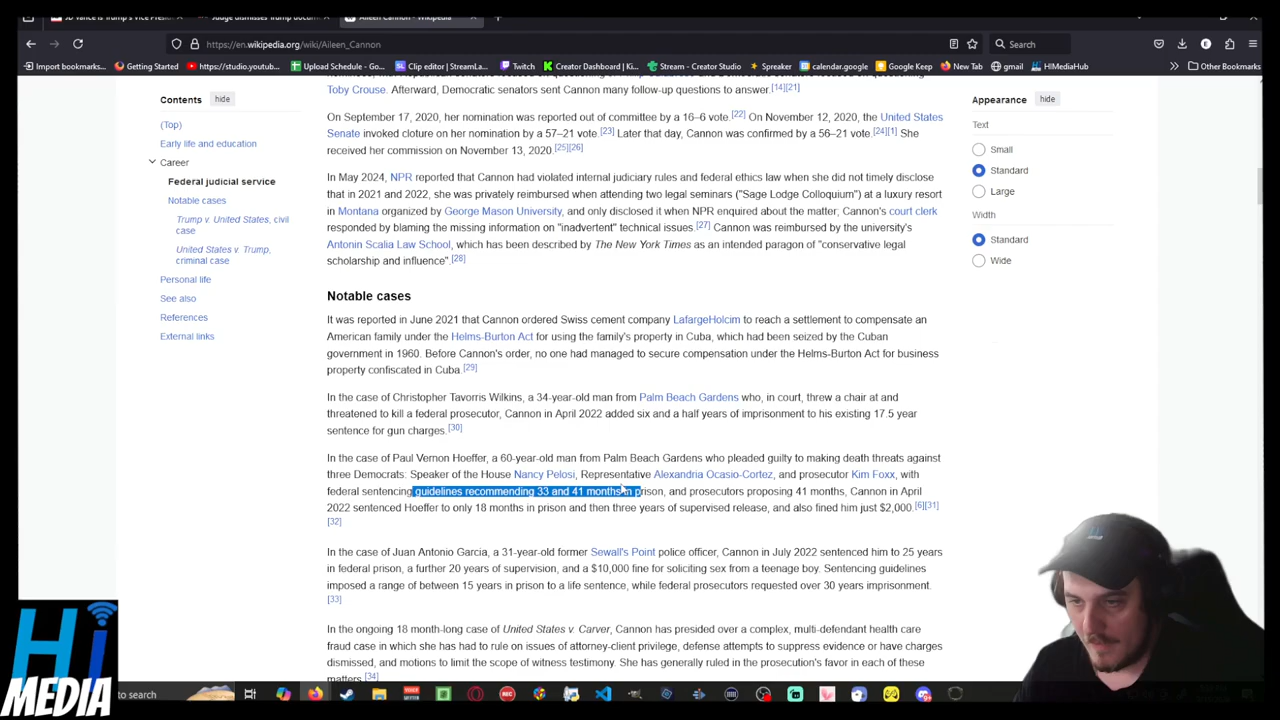 JD Vance is Trump's Vice Presid
Judge dismisses Trump docum
Aileen Cannon - Wikipedia
https://en.wikipedia.org/wiki/Aileen_Cannon
Search
Import bookmarks...
Getting Started
https://studio.youtub...
Upload Schedule - Go...
Clip editor | StreamLa...
Twitch
Creator Dashboard | Ki...
Stream - Creator Studio
Spreaker
calendar.google
Google Keep
New Tab
gmail
HiMediaHub
Other Bookmarks
Contents
hide
(Top)
Early life and education
Career
Federal judicial service
Notable cases
Trump v. United States, civil
case
United States v. Trump,
criminal case
Personal life
See also
References
External links
Toby Crouse. Afterward, Democratic senators sent Cannon many follow-up questions to answer.[14][21]
On September 17, 2020, her nomination was reported out of committee by a 16–6 vote.[22] On November 12, 2020, the United States
Senate invoked cloture on her nomination by a 57–21 vote.[23] Later that day, Cannon was confirmed by a 56–21 vote.[24][1] She
received her commission on November 13, 2020.[25][26]
In May 2024, NPR reported that Cannon had violated internal judiciary rules and federal ethics law when she did not timely disclose
that in 2021 and 2022, she was privately reimbursed when attending two legal seminars ("Sage Lodge Colloquium") at a luxury resort
in Montana organized by George Mason University, and only disclosed it when NPR enquired about the matter, Cannon's court clerk
responded by blaming the missing information on "inadvertent" technical issues.[27] Cannon was reimbursed by the university's
Antonin Scalia Law School, which has been described by The New York Times as an intended paragon of "conservative legal
scholarship and influence".[28]
Notable cases
It was reported in June 2021 that Cannon ordered Swiss cement company LafargeHolcim to reach a settlement to compensate an
American family under the Helms-Burton Act for using the family's property in Cuba, which had been seized by the Cuban
government in 1960. Before Cannon's order, no one had managed to secure compensation under the Helms-Burton Act for business
property confiscated in Cuba.[29]
In the case of Christopher Tavorris Wilkins, a 34-year-old man from Palm Beach Gardens who, in court, threw a chair at and
threatened to kill a federal prosecutor, Cannon in April 2022 added six and a half years of imprisonment to his existing 17.5 year
sentence for gun charges.[30]
In the case of Paul Vernon Hoeffer, a 60-year-old man from Palm Beach Gardens who pleaded guilty to making death threats against
three Democrats: Speaker of the House Nancy Pelosi, Representative Alexandria Ocasio-Cortez, and prosecutor Kim Foxx, with
federal sentencing guidelines recommending 33 and 41 months in prison, and prosecutors proposing 41 months, Cannon in April
2022 sentenced Hoeffer to only 18 months in prison and then three years of supervised release, and also fined him just $2,000.[6][31]
[32]
In the case of Juan Antonio Garcia, a 31-year-old former Sewall's Point police officer, Cannon in July 2022 sentenced him to 25 years
in federal prison, a further 20 years of supervision, and a $10,000 fine for soliciting sex from a teenage boy. Sentencing guidelines
imposed a range of between 15 years in prison to a life sentence, while federal prosecutors requested over 30 years imprisonment.
[33]
In the ongoing 18 month-long case of United States v. Carver, Cannon has presided over a complex, multi-defendant health care
fraud case in which she has had to rule on issues of attorney-client privilege, defense attempts to suppress evidence or have charges
dismissed, and motions to limit the scope of witness testimony. She has generally ruled in the prosecution's favor in each of these
matters.[34]
Appearance
hide
Text
Small
Standard
Large
Width
Standard
Wide
Hi
MEDIA
to search
REC